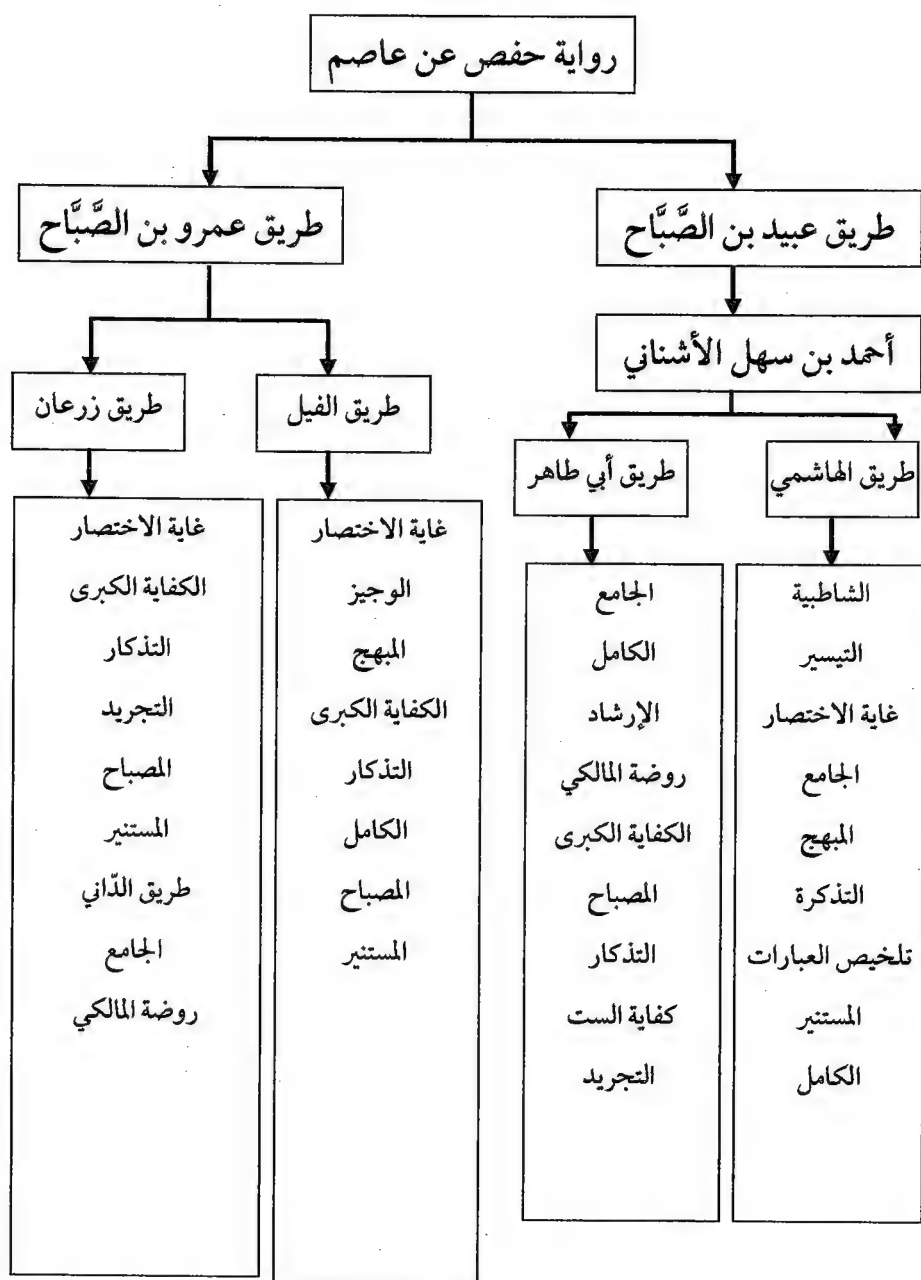 رواية حفص عن عاصم
طريق عبيد بن الصَّبَّاح
طريق عمرو بن الصَّبَّاح
أحمد بن سهل الأشناني
طريق الهاشمي
طريق أبي طاهر
طريق الفيل
طريق زرعان
الشاطبية
التيسير
غاية الاختصار
الجامع
المبهج
التذكرة
تلخيص العبارات
المستنير
الكامل
الجامع
الكامل
الإرشاد
روضة المالكي
الكفاية الكبرى
المصباح
التذكار
كفاية الست
التجريد
غاية الاختصار
الوجيز
المبهج
الكفاية الكبرى
التذكار
الكامل
المصباح
المستنير
غاية الاختصار
الكفاية الكبرى
التذكار
التجريد
المصباح
المستنير
طريق الدّاني
الجامع
روضة المالكي